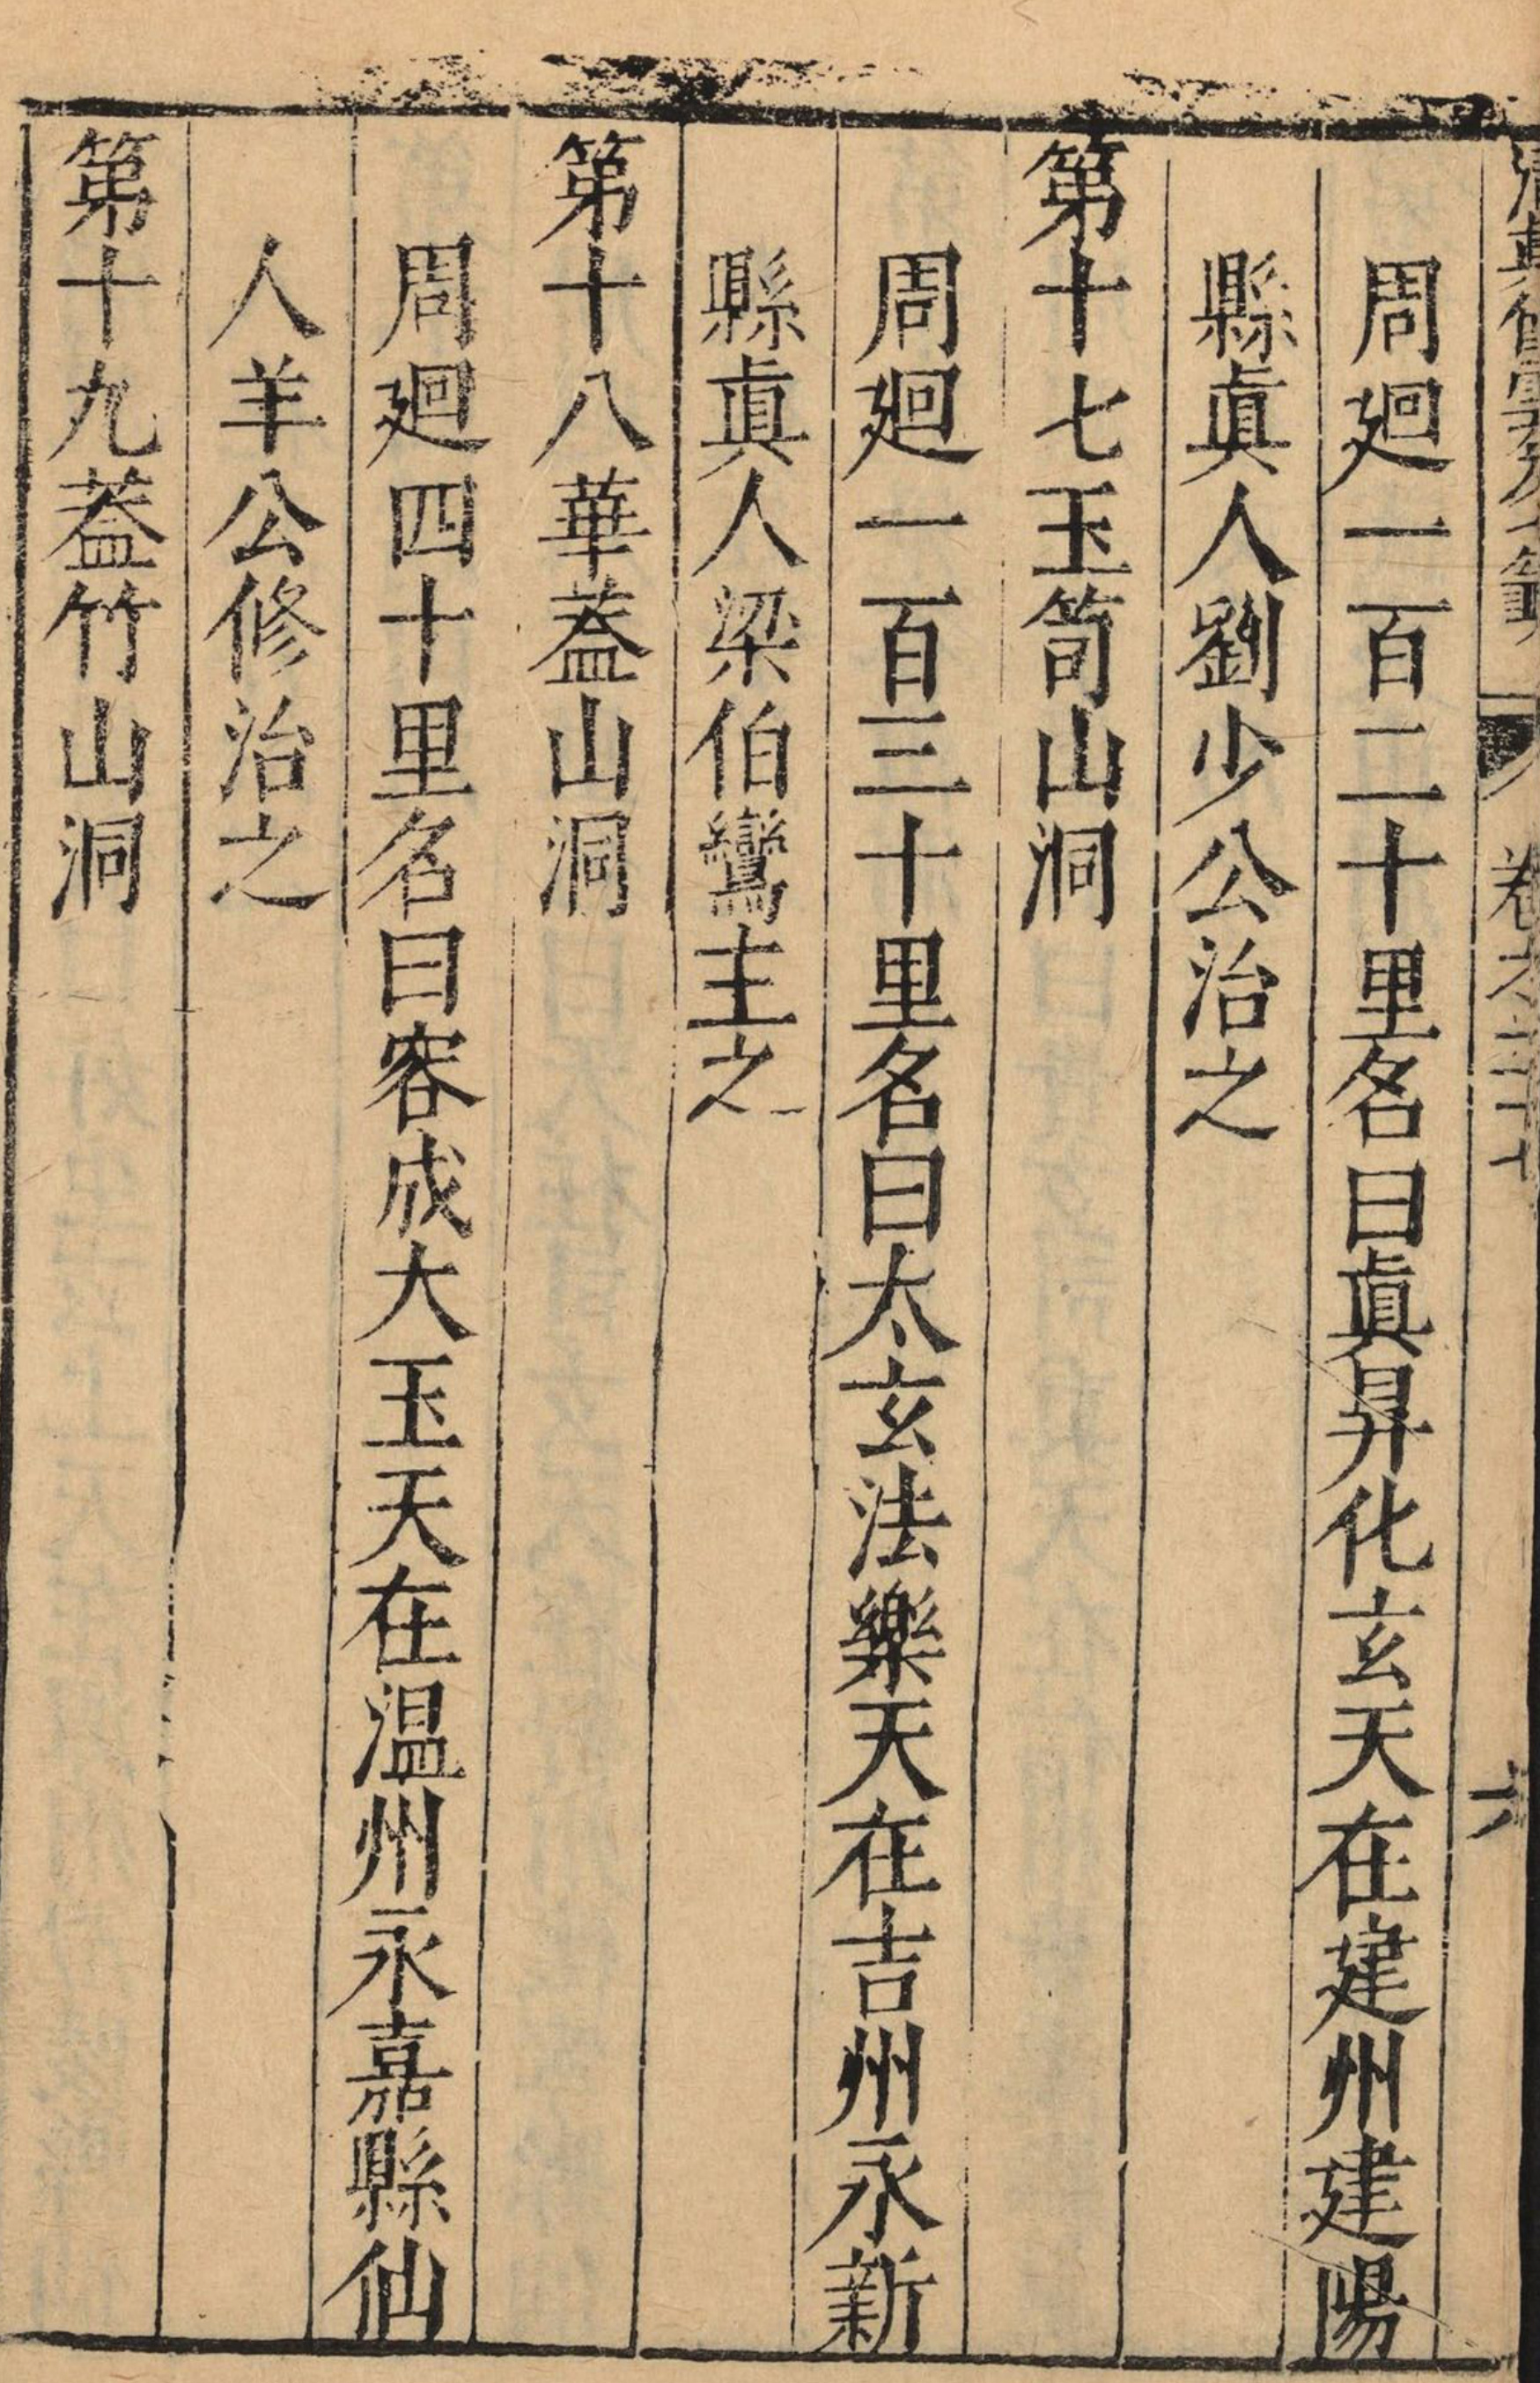 卷之二十七
六
周廻一百二十里名曰眞昇化玄天在建州建陽
縣眞人劉少公治之
第十七玉笥山洞
周廻一百三十里名曰太玄法樂天在吉州永新
縣眞人梁伯鸞主之
第十八華蓋山洞
周廻四十里名曰容成大玉天在温州永嘉縣仙
人羊公修治之
第十九蓋竹山洞